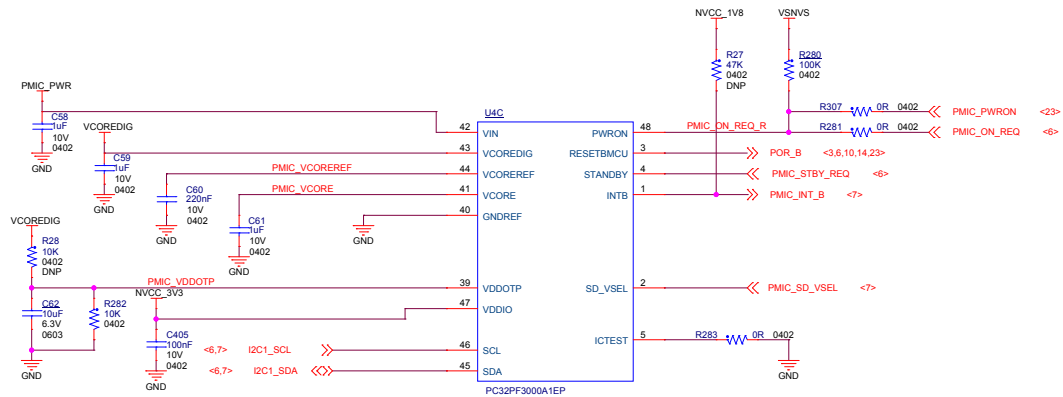 NVCC_1V8
VSNVS
R27
47K
0402
DNP
R280
100K
0402
PMIC_PWR
C58
1uF
10V
0402
GND
VCOREDIG
C59
1uF
10V
0402
GND
U4C
R307 0R 0402 PMIC_PWRON <23>
PMIC_ON_REQ_R R281 0R 0402 PMIC_ON_REQ <6>
42 VIN PWRON 48
43 VCOREDIG RESETBMCU 3 POR_B <3,6,10,14,23>
PMIC_VCOREREF 44 VCOREREF STANDBY 4 PMIC_STBY_REQ <6>
PMIC_VCORE 41 VCORE INTB 1 PMIC_INT_B <7>
40 GNDREF
C60
220nF
10V
0402
GND
C61
1uF
10V
0402
GND
GND
VCOREDIG
R28
10K
0402
DNP
PMIC_VDDOTP 39 VDDOTP SD_VSEL 2 PMIC_SD_VSEL <7>
NVCC_3V3 47 VDDIO
C62
10uF
6.3V
0603
R282
10K
0402
GND
C405
100nF
10V
0402
GND
ICTEST 5 R283 0R 0402
GND
<6,7> I2C1_SCL 46 SCL
<6,7> I2C1_SDA 45 SDA
PC32PF3000A1EP